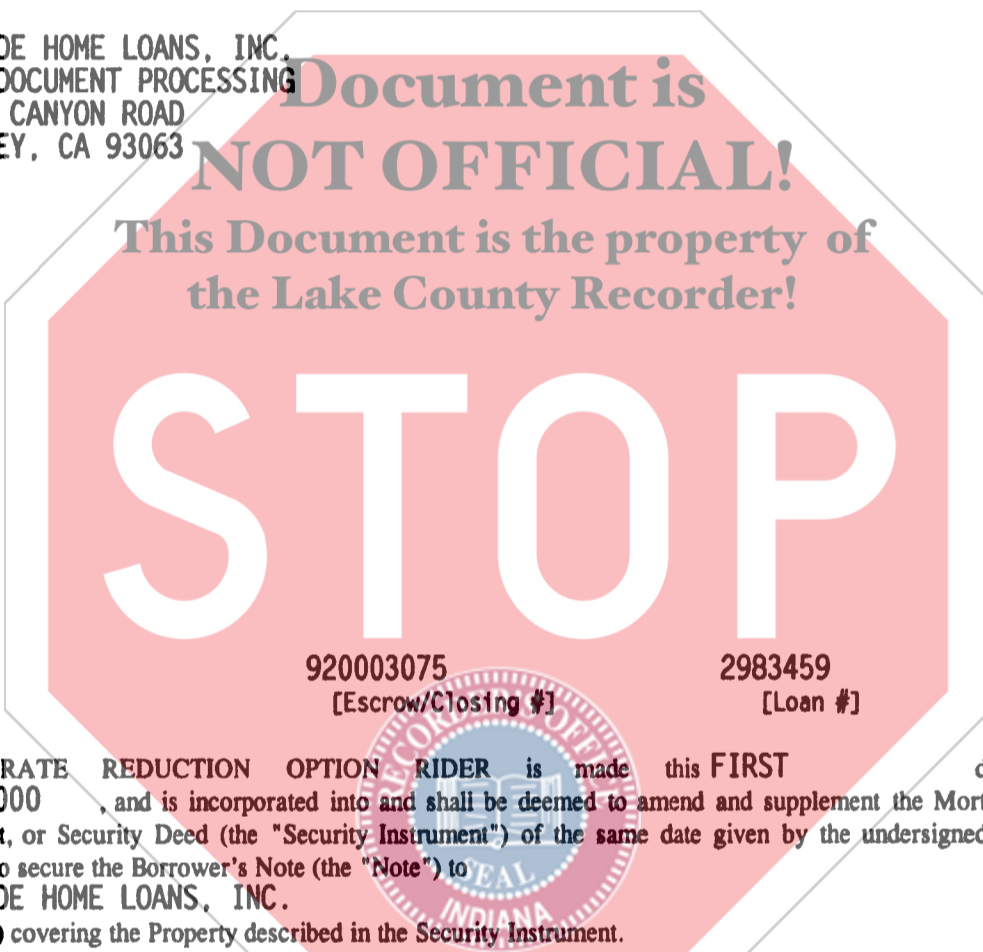 DE HOME LOANS, INC.
DOCUMENT PROCESSING
CANYON ROAD
EY, CA 93063
Document is
NOT OFFICIAL!
This Document is the property of
the Lake County Recorder!
STOP
920003075 2983459
[Escrow/Closing #] [Loan #]
RATE REDUCTION OPTION RIDER is made this FIRST d
000 , and is incorporated into and shall be deemed to amend and supplement the Mort
t, or Security Deed (the "Security Instrument") of the same date given by the undersigned
o secure the Borrower's Note (the "Note") to
DE HOME LOANS, INC.
) covering the Property described in the Security Instrument.
RECORDER'S OFFICE
SEAL
INDIANA